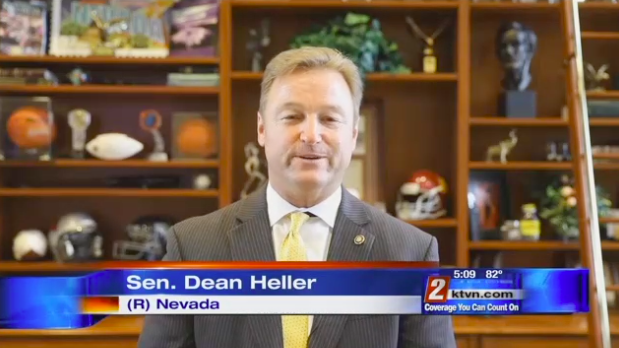 Sen. Dean Heller
(R) Nevada
5:09 82°
2 ktvn.com
Coverage You Can Count On